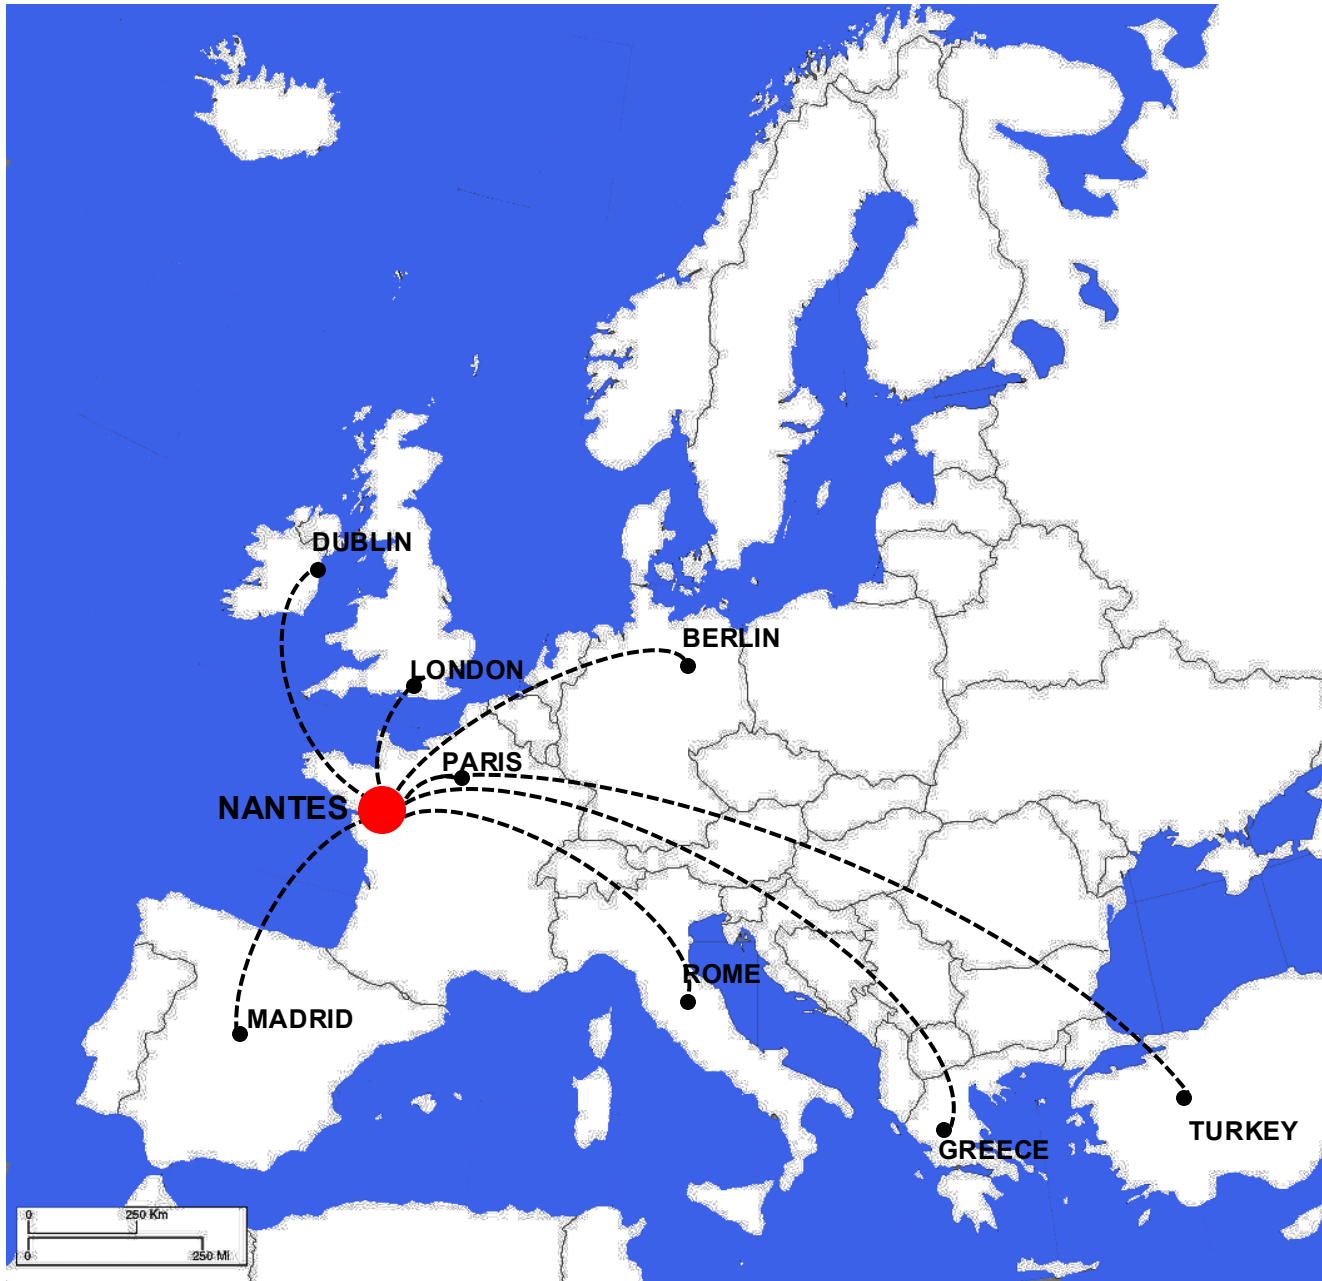 DUBLIN
BERLIN
LONDON
PARIS
NANTES
ROME
MADRID
TURKEY
GREECE
0 250 Km
0 250 Mi